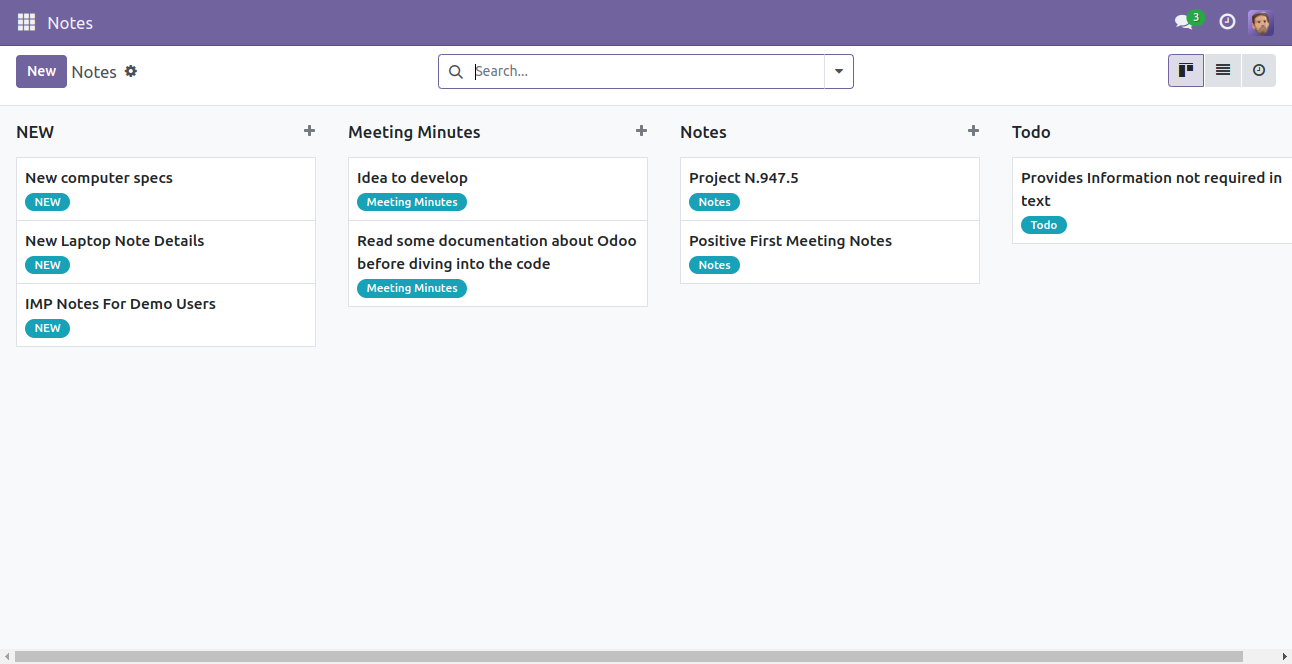 Notes
3
New
Notes
Search...
NEW
New computer specs
NEW
New Laptop Note Details
NEW
IMP Notes For Demo Users
NEW
Meeting Minutes
Idea to develop
Meeting Minutes
Read some documentation about Odoo
before diving into the code
Meeting Minutes
Notes
Project N.947.5
Notes
Positive First Meeting Notes
Notes
Todo
Provides Information not required in
text
Todo